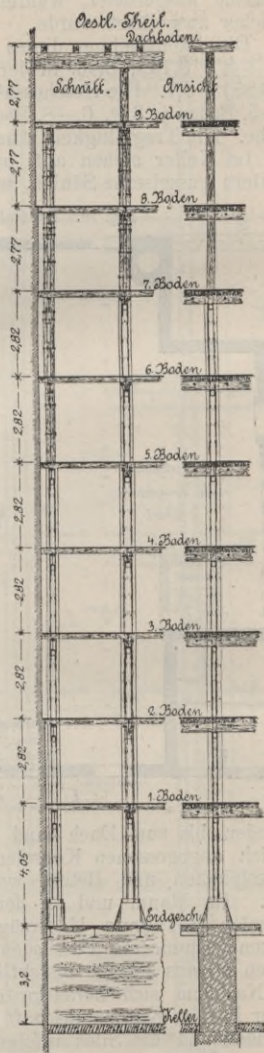 Oestl. Theil.
Dachboden.
Schnitt.
Ansicht
2,77
9. Boden
2,77
8. Boden
2,77
7. Boden
2,82
6. Boden
2,82
5. Boden
2,82
4. Boden
2,82
3. Boden
2,82
2. Boden
2,82
1. Boden
4,05
Erdgesch.
3,2
Keller